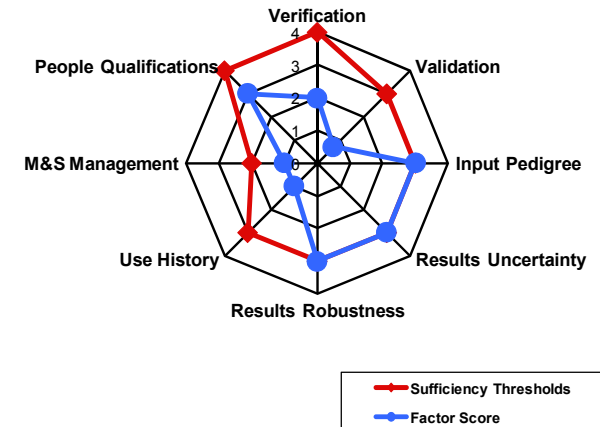 Verification
4
People Qualifications
Validation
3
2
1
M&S Management
0
Input Pedigree
Use History
Results Uncertainty
Results Robustness
Sufficiency Thresholds
Factor Score